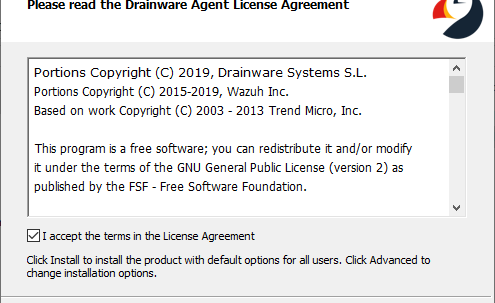 Please read the Drainware Agent License Agreement
Portions Copyright (C) 2019, Drainware Systems S.L.
Portions Copyright (C) 2015-2019, Wazuh Inc.
Based on work Copyright (C) 2003 - 2013 Trend Micro, Inc.
This program is a free software; you can redistribute it and/or modify
it under the terms of the GNU General Public License (version 2) as
published by the FSF - Free Software Foundation.
I accept the terms in the License Agreement
Click Install to install the product with default options for all users. Click Advanced to
change installation options.